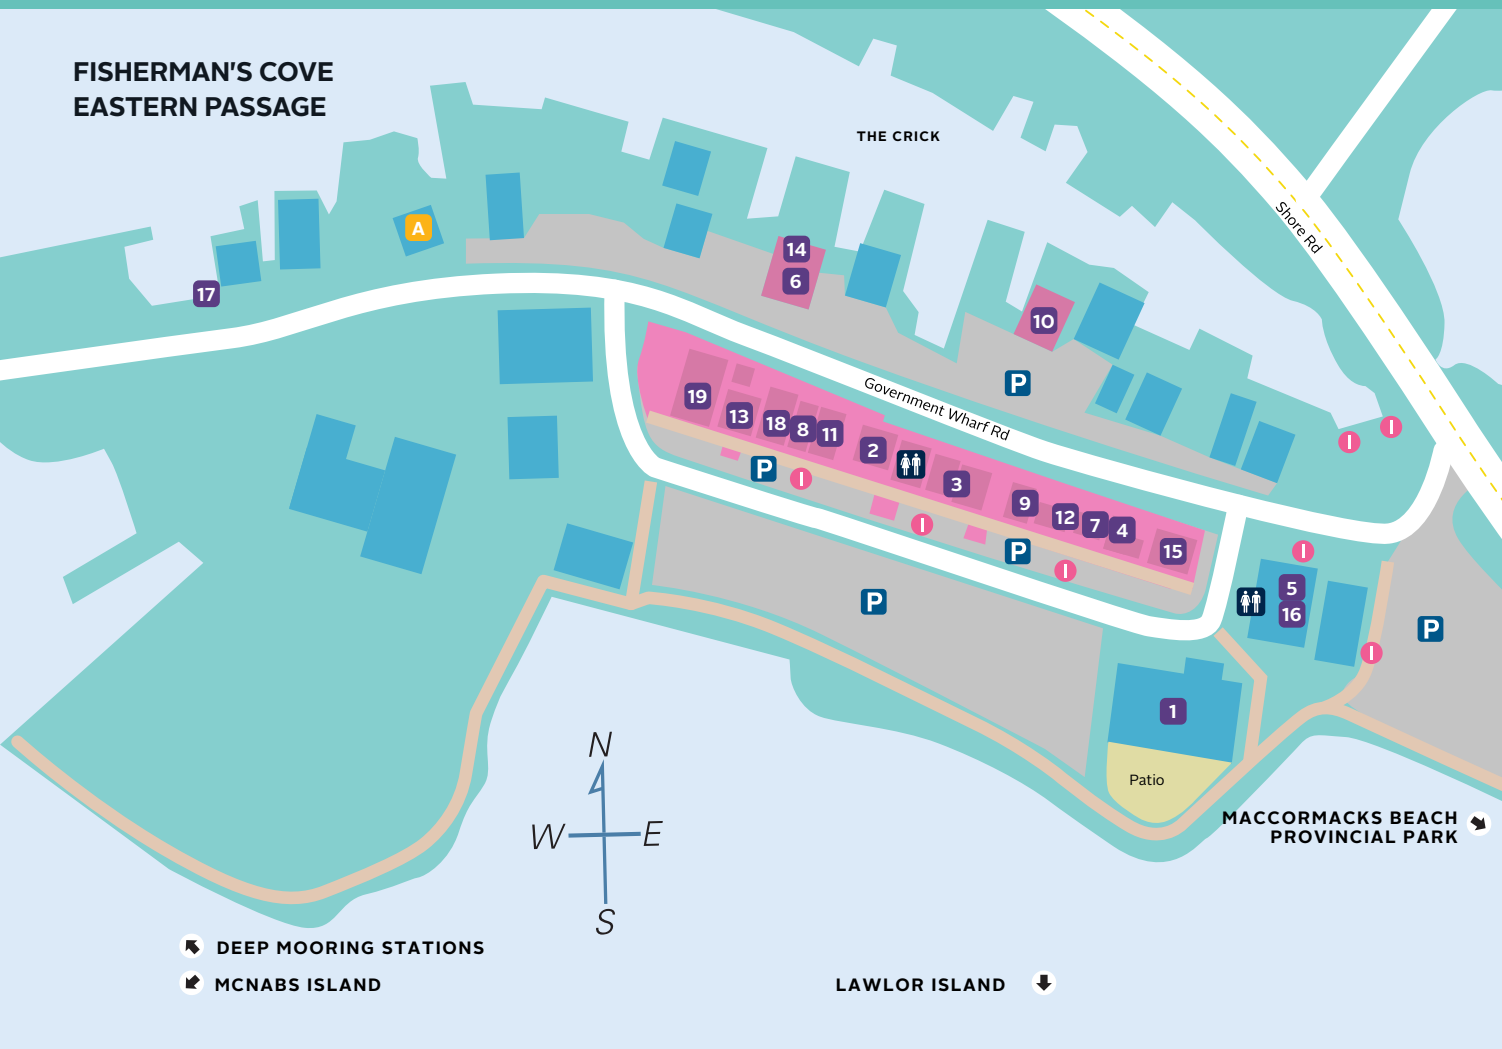 FISHERMAN'S COVE
EASTERN PASSAGE
THE CRICK
Shore Rd
A
14
6
17
10
P
Government Wharf Rd
19
13
18
8
11
2
3
9
12
7
4
15
P
I
I
P
I
I
I
I
5
16
P
P
I
1
Patio
N
W
E
S
MACCORMACKS BEACH
PROVINCIAL PARK
DEEP MOORING STATIONS
MCNABS ISLAND
LAWLOR ISLAND